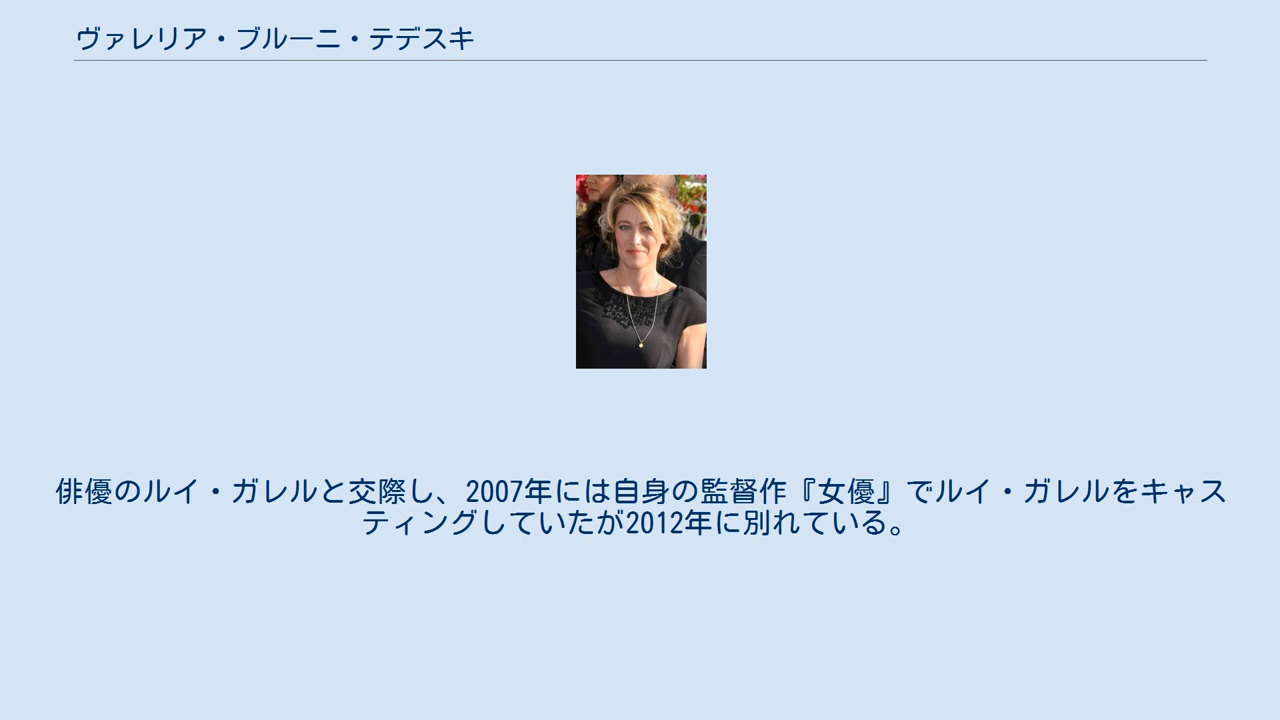 ヴァレリア・ブルーニ・テデスキ
俳優のルイ・ガレルと交際し、2007年には自身の監督作『女優』でルイ・ガレルをキャス
ティングしていたが2012年に別れている。